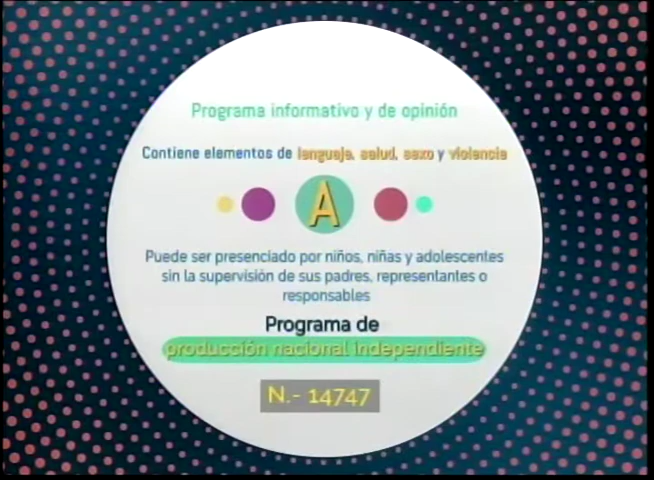 Programa informativo y de opinión
Contiene elementos de lenguaje, salud, sexo y violencia
A
Puede ser presenciado por niños, niñas y adolescentes
sin la supervisión de sus padres, representantes o
responsables
Programa de
producción nacional independiente
N.- 14747